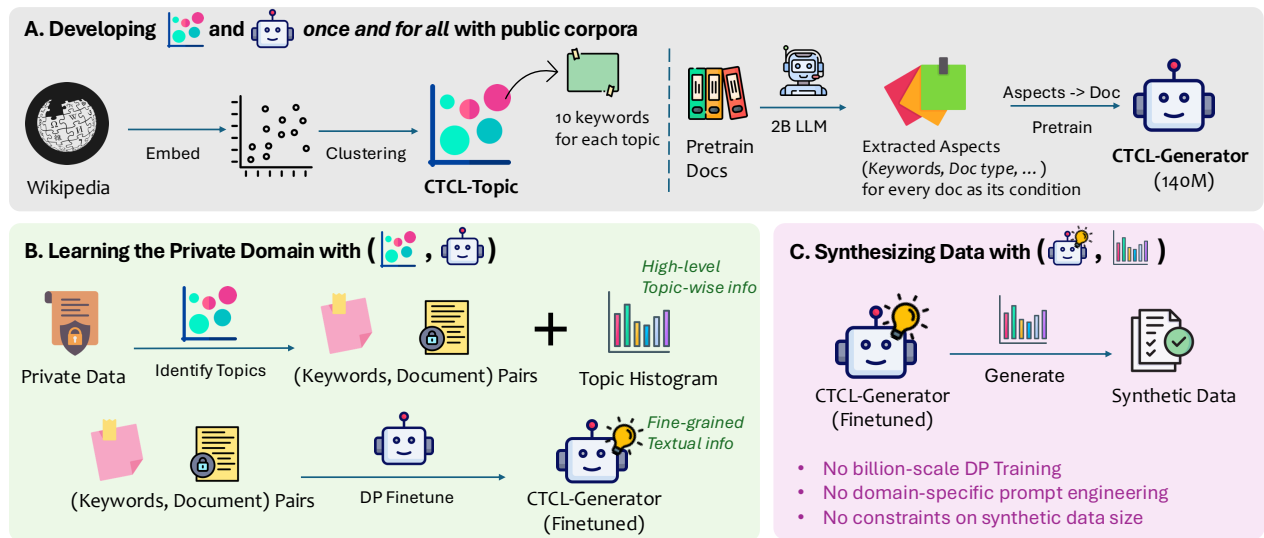 A. Developing and once and for all with public corpora
Wikipedia
Embed
Clustering
CTCL-Topic
10 keywords
for each topic
Pretrain
Docs
2B LLM
Extracted Aspects
(Keywords, Doc type, ... )
for every doc as its condition
Aspects -> Doc
Pretrain
CTCL-Generator
(140M)
B. Learning the Private Domain with ( , )
Private Data
Identify Topics
(Keywords, Document) Pairs
+
High-level
Topic-wise info
Topic Histogram
(Keywords, Document) Pairs
DP Finetune
Fine-grained
Textual info
CTCL-Generator
(Finetuned)
C. Synthesizing Data with ( , )
CTCL-Generator
(Finetuned)
Generate
Synthetic Data
• No billion-scale DP Training
• No domain-specific prompt engineering
• No constraints on synthetic data size